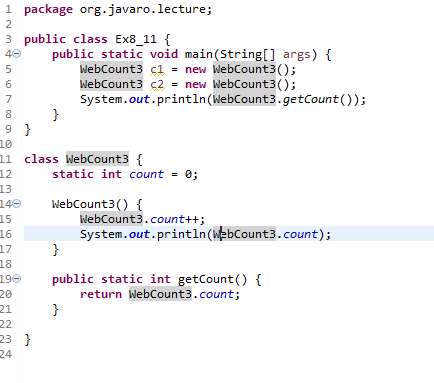 1 package org.javaro.lecture;
2
3 public class Ex8_11 {
4     public static void main(String[] args) {
5         WebCount3 c1 = new WebCount3();
6         WebCount3 c2 = new WebCount3();
7         System.out.println(WebCount3.getCount());
8     }
9 }
10
11 class WebCount3 {
12     static int count = 0;
13
14     WebCount3() {
15         WebCount3.count++;
16         System.out.println(WebCount3.count);
17     }
18
19     public static int getCount() {
20         return WebCount3.count;
21     }
22
23 }
24